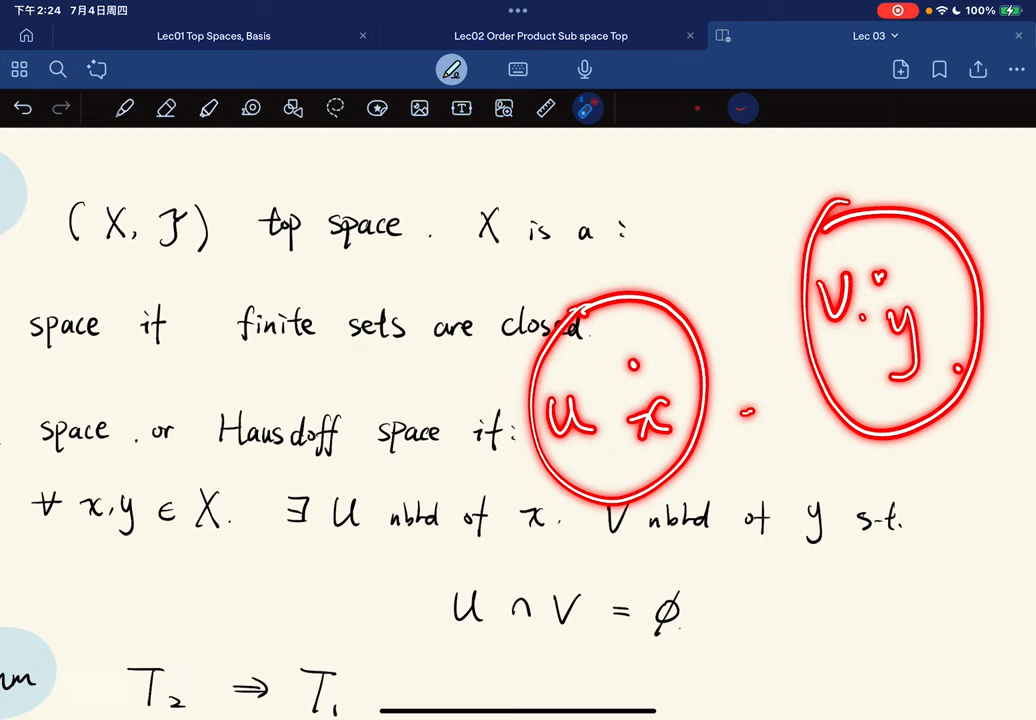 下午2:24 7月4日周四 100%
Lec01 Top Spaces, Basis Lec02 Order Product Sub space Top Lec 03
(X, 𝒯) top space. X is a :
space if finite sets are closed.
V. y
U x
space. or Hausdoff space if:
∀ x,y ∈ X. ∃ U nbhd of x. V nbhd of y s.t.
U ∩ V = ∅.
T₂ ⇒ T₁